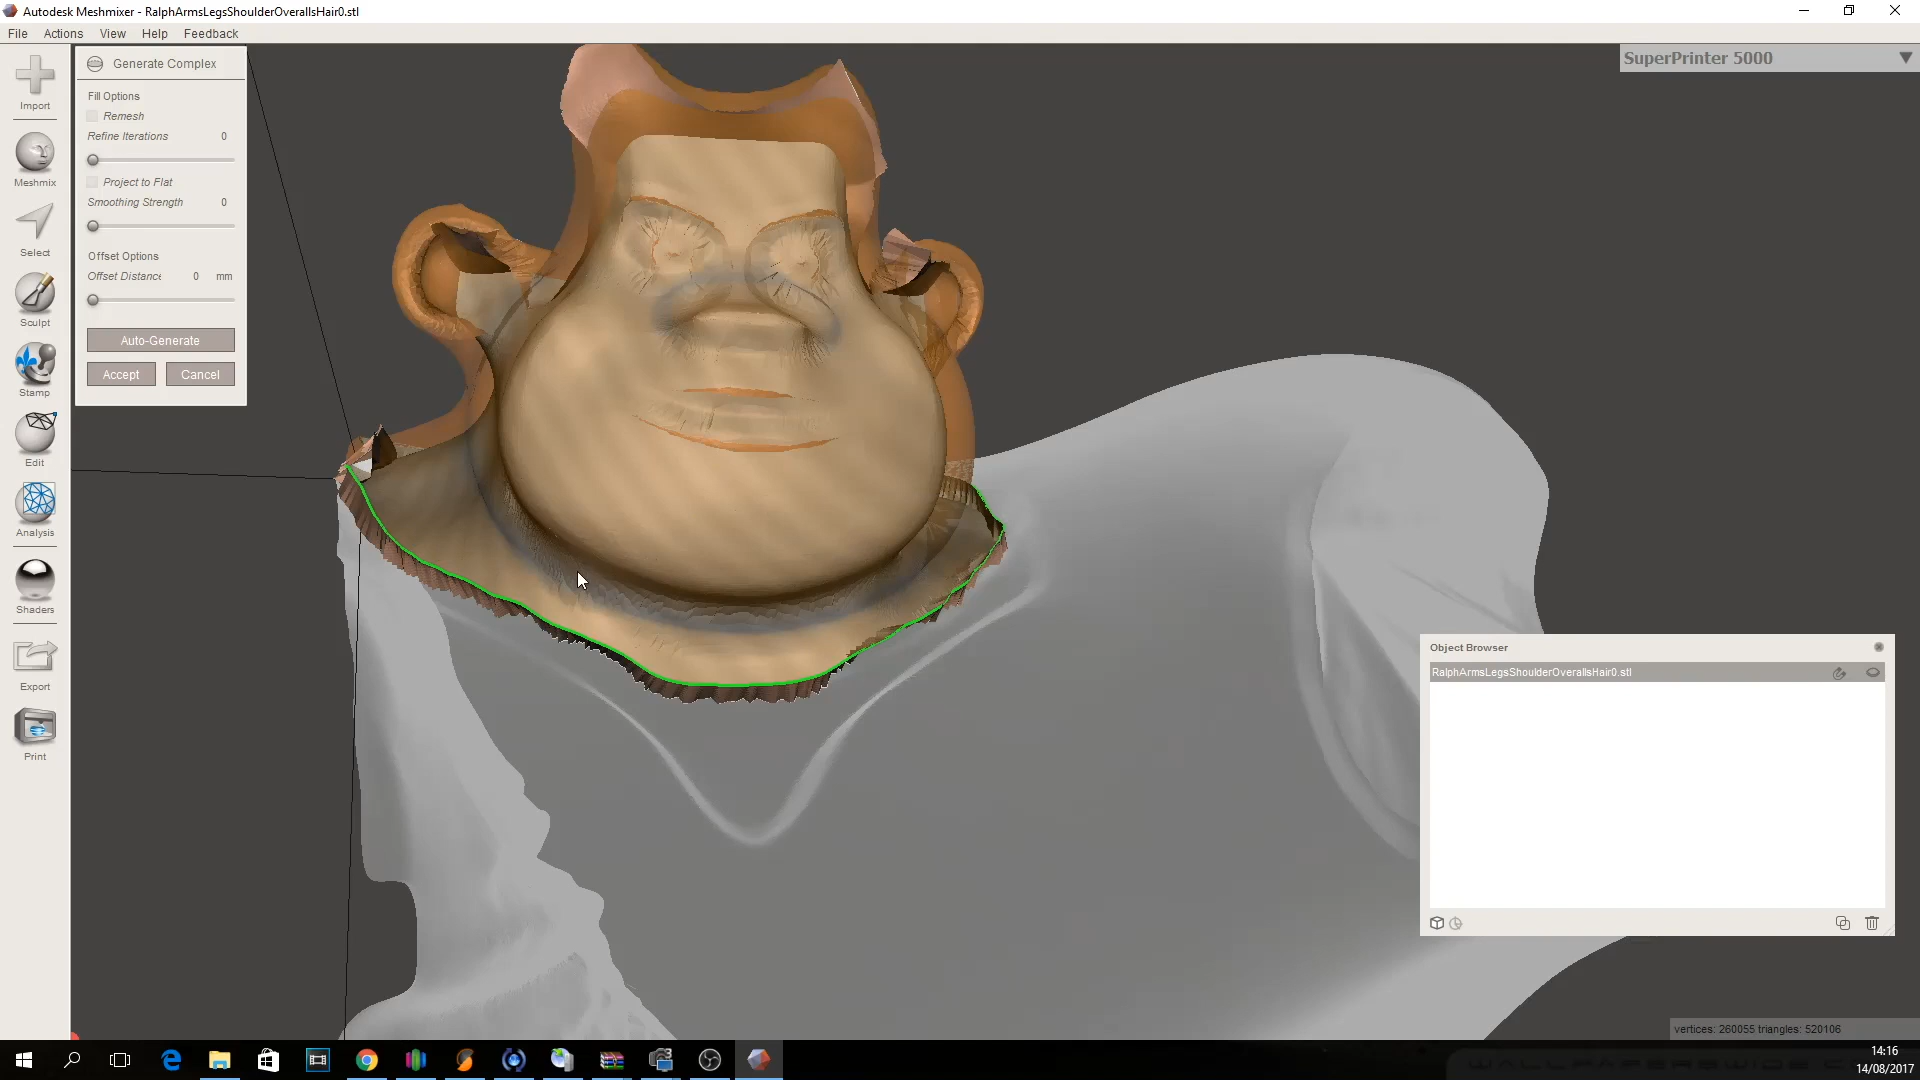 Autodesk Meshmixer - RalphArmsLegsShoulderOverallsHair0.stl
File Actions View Help Feedback
SuperPrinter 5000
Generate Complex
Fill Options
Remesh
Refine Iterations 0
Project to Flat
Smoothing Strength 0
Offset Options
Offset Distance 0 mm
Auto-Generate
Accept Cancel
Import
Meshmix
Select
Sculpt
Stamp
Edit
Analysis
Shaders
Export
Print
Object Browser
RalphArmsLegsShoulderOverallsHair0.stl
vertices: 260055 triangles: 520106
14:16
14/08/2017